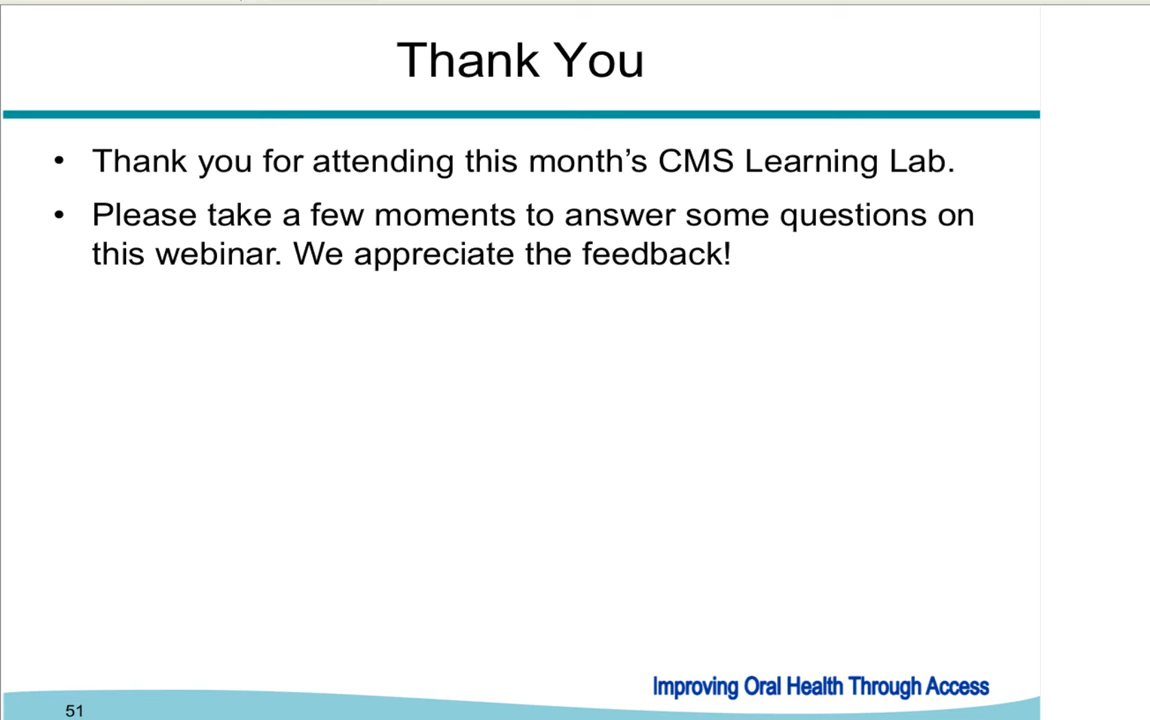 Thank You
• Thank you for attending this month’s CMS Learning Lab.
• Please take a few moments to answer some questions on
this webinar. We appreciate the feedback!
Improving Oral Health Through Access
51